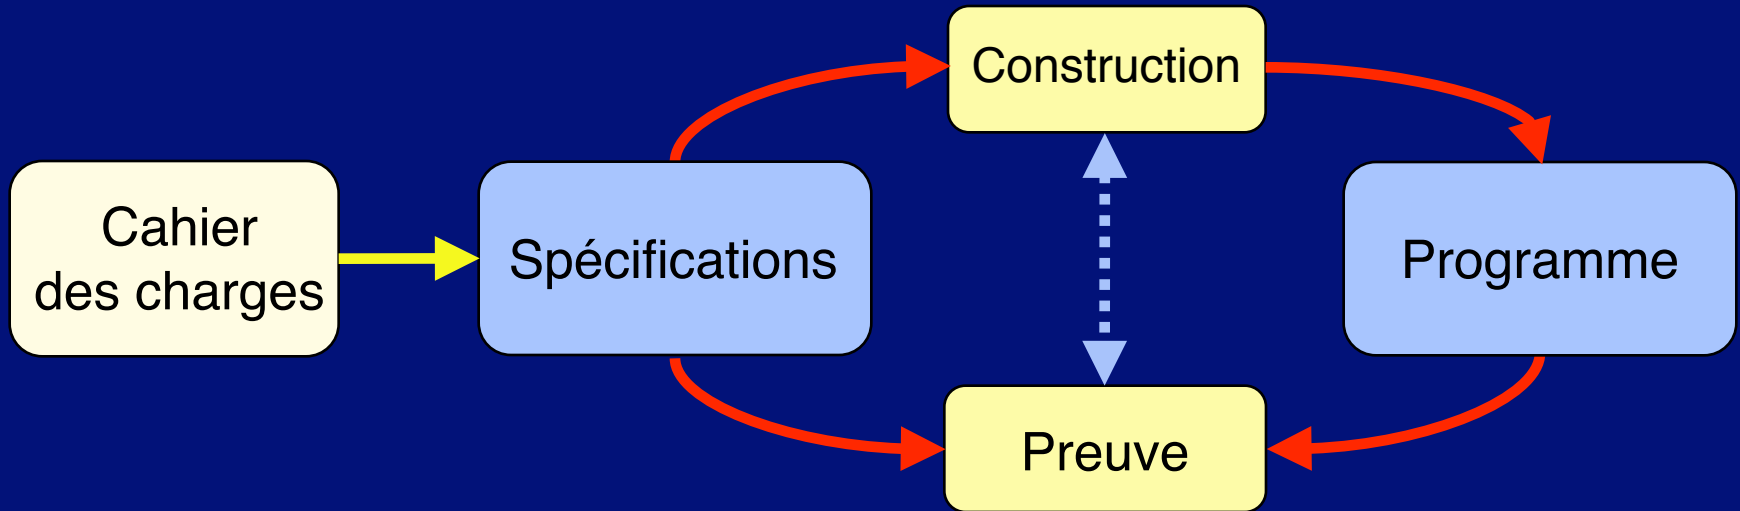 Construction
Cahier
des charges
Spécifications
Programme
Preuve